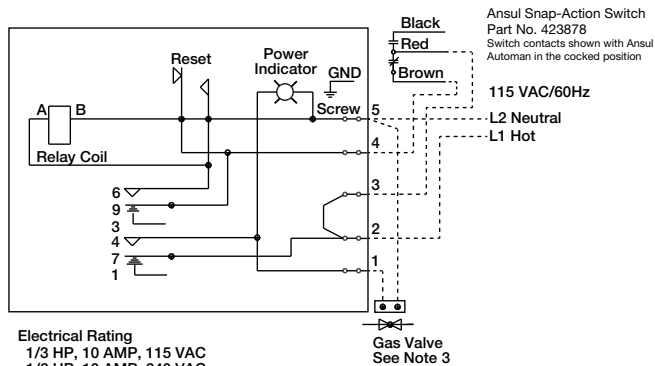 Ansul Snap-Action Switch
Part No. 423878
Switch contacts shown with Ansul
Automan in the cocked position
Black
Red
Brown
115 VAC/60Hz
L2 Neutral
L1 Hot
Reset
Power
Indicator
GND
Screw
A B
Relay Coil
5
4
3
2
1
6
9
3
4
7
1
Gas Valve
See Note 3
Electrical Rating
1/3 HP, 10 AMP, 115 VAC